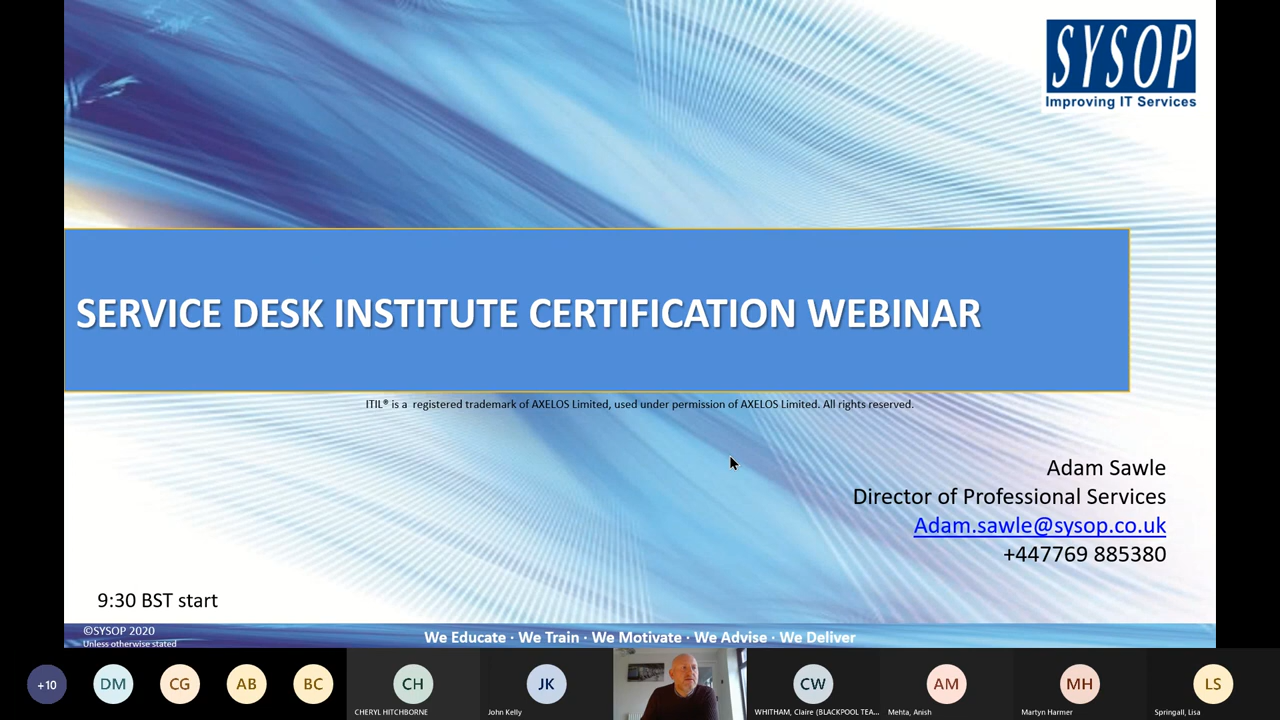 SYSOP
Improving IT Services
SERVICE DESK INSTITUTE CERTIFICATION WEBINAR
ITIL® is a registered trademark of AXELOS Limited, used under permission of AXELOS Limited. All rights reserved.
Adam Sawle
Director of Professional Services
Adam.sawle@sysop.co.uk
+447769 885380
9:30 BST start
©SYSOP 2020
Unless otherwise stated
We Educate · We Train · We Motivate · We Advise · We Deliver
+10
DM
CG
AB
BC
CH
JK
CW
AM
MH
LS
CHERYL HITCHBORNE
John Kelly
WHITHAM, Claire (BLACKPOOL TEA...
Mehta, Anish
Martyn Harmer
Springall, Lisa